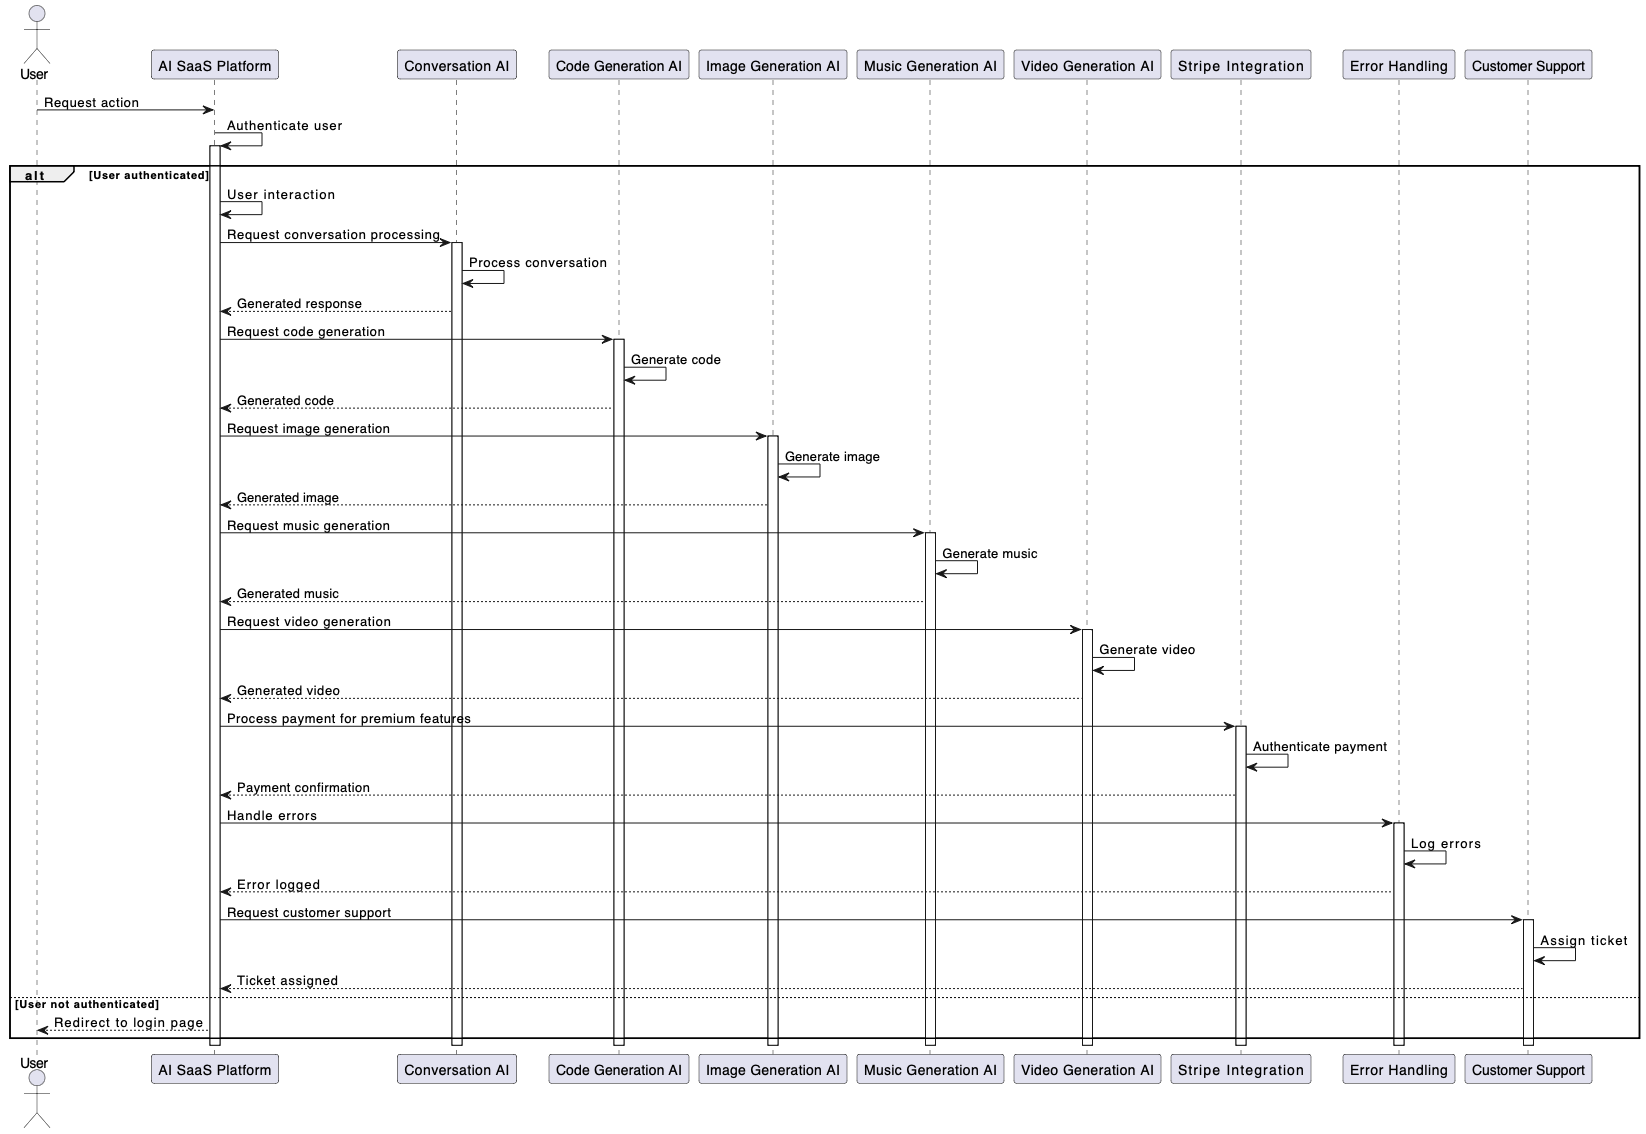 User
AI SaaS Platform
Conversation AI
Code Generation AI
Image Generation AI
Music Generation AI
Video Generation AI
Stripe Integration
Error Handling
Customer Support
Request action
Authenticate user
alt
[User authenticated]
User interaction
Request conversation processing
Process conversation
Generated response
Request code generation
Generate code
Generated code
Request image generation
Generate image
Generated image
Request music generation
Generate music
Generated music
Request video generation
Generate video
Generated video
Process payment for premium features
Authenticate payment
Payment confirmation
Handle errors
Log errors
Error logged
Request customer support
Assign ticket
Ticket assigned
[User not authenticated]
Redirect to login page
User
AI SaaS Platform
Conversation AI
Code Generation AI
Image Generation AI
Music Generation AI
Video Generation AI
Stripe Integration
Error Handling
Customer Support